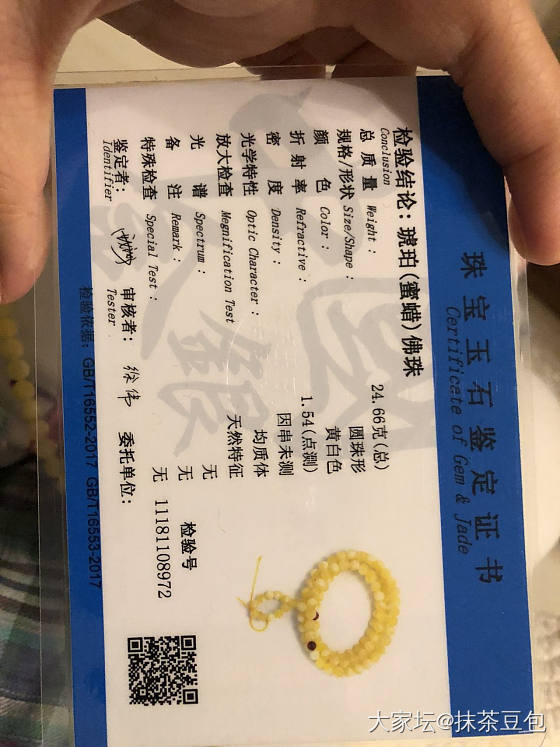 珠宝玉石鉴定证书
Certificate of Gem & Jade
检验结论: 琥珀(蜜蜡)佛珠
Conclusion
总质量 Weight : 24.66克(总)
规格/形状 Size/Shape : 圆珠形
颜色 Color : 黄白色
折射率 Refractive : 1.54(点测)
密度 Density : 因串未测
光学特性 Optic Character : 均质体
放大检查 Megnification Test 天然特征
光谱 Spectrum : 无
备注 Remark : 无
特殊检查 Special Test : 无
检验号 11181108972
鉴定者: 审核者: 徐伟 委托单位:
Identifier Tester
检验依据: GB/T16552-2017 GB/T16553-2017
國
銀
大家坛@抹茶豆包